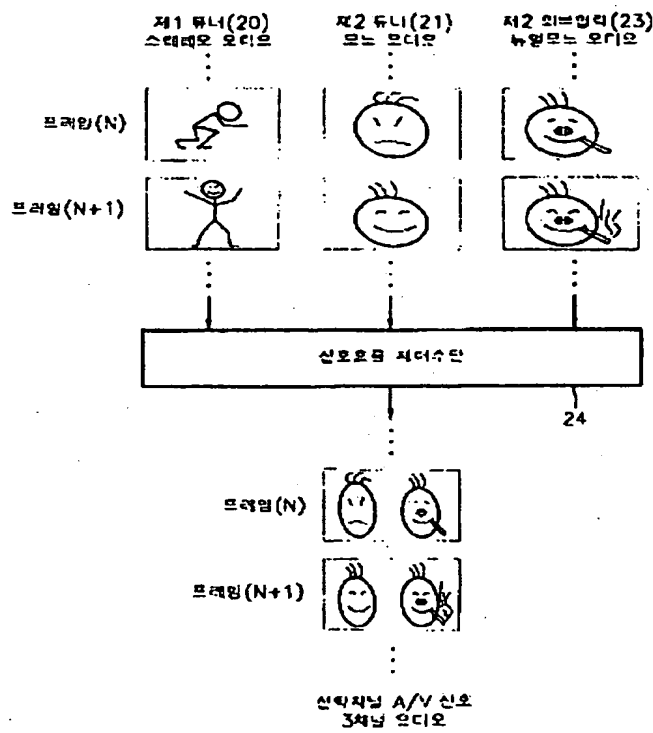 제1 튜너(20)
스테레오 오디오
제2 튜너(21)
모노 오디오
제2 외부입력(23)
듀얼모노 오디오
프레임(N)
프레임(N+1)
신호흐름 제어수단
24
프레임(N)
프레임(N+1)
선택채널 A/V 신호
3채널 오디오